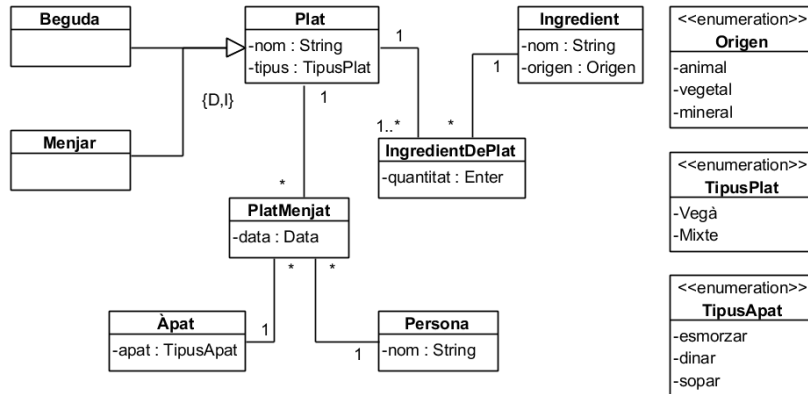 Beguda
Plat
-nom : String
-tipus : TipusPlat
Ingredient
-nom : String
-origen : Origen
<<enumeration>>
Origen
-animal
-vegetal
-mineral
1
1
1
{D,I}
Menjar
1..*
*
IngredientDePlat
-quantitat : Enter
<<enumeration>>
TipusPlat
-Vegà
-Mixte
*
PlatMenjat
-data : Data
*
*
<<enumeration>>
TipusApat
-esmorzar
-dinar
-sopar
Àpat
-apat : TipusApat
1
1
Persona
-nom : String